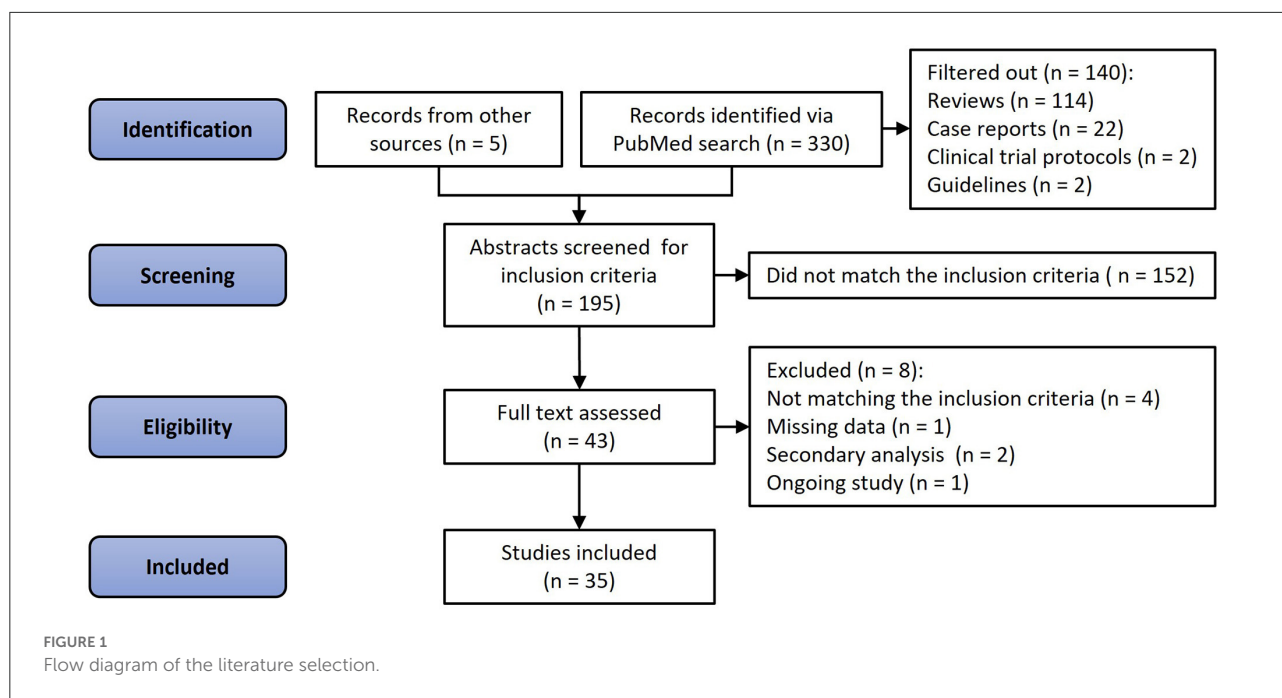 Identification
Records from other
sources (n = 5)
Records identified via
PubMed search (n = 330)
Filtered out (n = 140):
Reviews (n = 114)
Case reports (n = 22)
Clinical trial protocols (n = 2)
Guidelines (n = 2)
Screening
Abstracts screened for
inclusion criteria
(n = 195)
Did not match the inclusion criteria ( n = 152)
Eligibility
Full text assessed
(n = 43)
Excluded (n = 8):
Not matching the inclusion criteria (n = 4)
Missing data (n = 1)
Secondary analysis (n = 2)
Ongoing study (n = 1)
Included
Studies included
(n = 35)
FIGURE 1
Flow diagram of the literature selection.